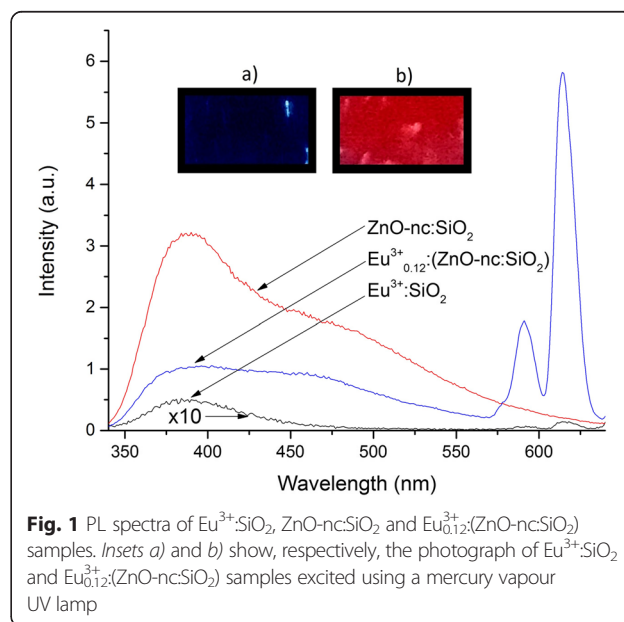 a) b)
6
5
4
3
2
1
0
Intensity (a.u.)
ZnO-nc:SiO₂
Eu³⁺₀.₁₂:(ZnO-nc:SiO₂)
Eu³⁺:SiO₂
x10
350 400 450 500 550 600
Wavelength (nm)
Fig. 1 PL spectra of Eu³⁺:SiO₂, ZnO-nc:SiO₂ and Eu³⁺₀.₁₂:(ZnO-nc:SiO₂)
samples. Insets a) and b) show, respectively, the photograph of Eu³⁺:SiO₂
and Eu³⁺₀.₁₂:(ZnO-nc:SiO₂) samples excited using a mercury vapour
UV lamp